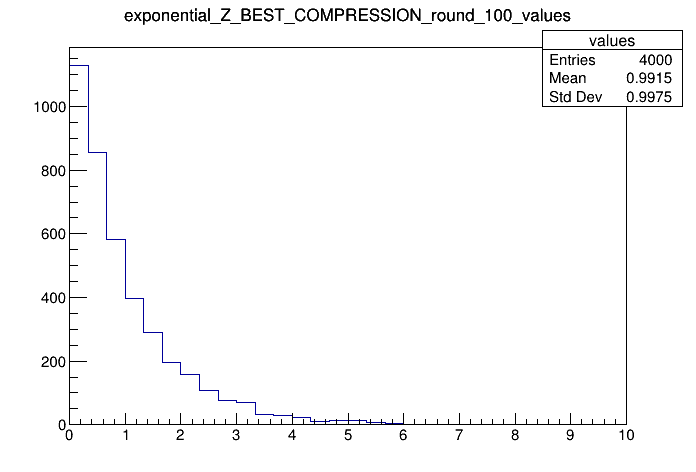 exponential_Z_BEST_COMPRESSION_round_100_values
values
Entries 4000
Mean 0.9915
Std Dev 0.9975
1000
800
600
400
200
0
0 1 2 3 4 5 6 7 8 9 10